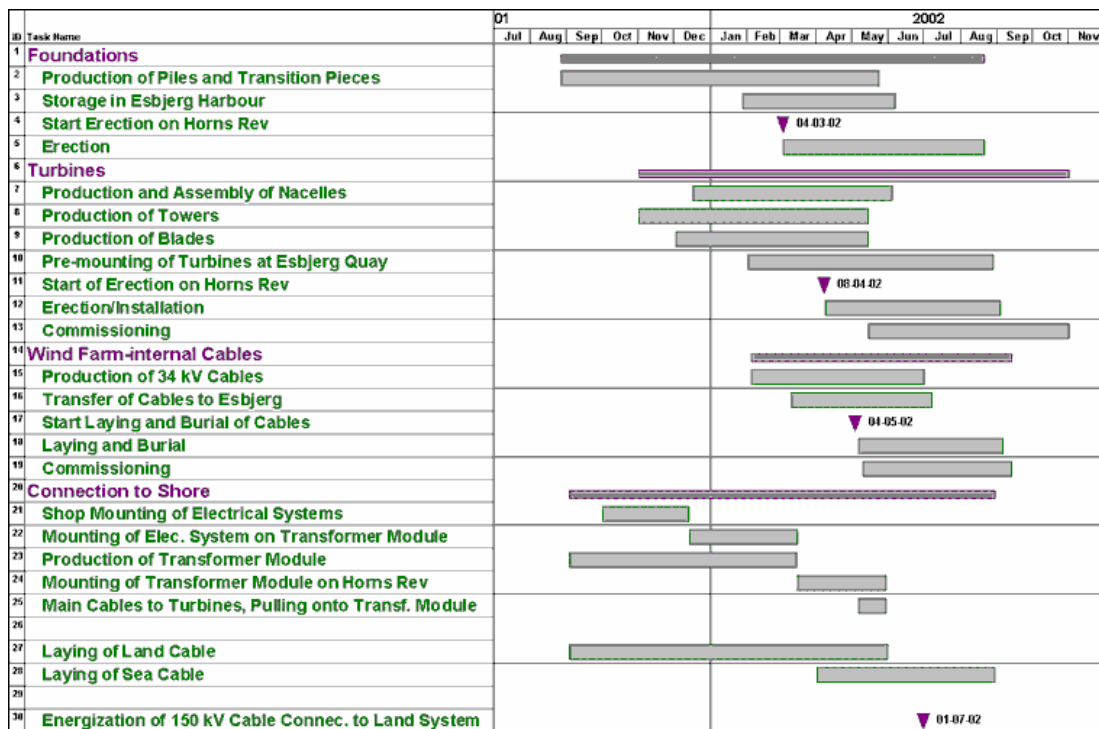 01 2002
ID Task Name Jul Aug Sep Oct Nov Dec Jan Feb Mar Apr May Jun Jul Aug Sep Oct Nov
1 Foundations
2 Production of Piles and Transition Pieces
3 Storage in Esbjerg Harbour
4 Start Erection on Horns Rev 04-03-02
5 Erection
6 Turbines
7 Production and Assembly of Nacelles
8 Production of Towers
9 Production of Blades
10 Pre-mounting of Turbines at Esbjerg Quay
11 Start of Erection on Horns Rev 08-04-02
12 Erection/Installation
13 Commissioning
14 Wind Farm-internal Cables
15 Production of 34 kV Cables
16 Transfer of Cables to Esbjerg
17 Start Laying and Burial of Cables 04-05-02
18 Laying and Burial
19 Commissioning
20 Connection to Shore
21 Shop Mounting of Electrical Systems
22 Mounting of Elec. System on Transformer Module
23 Production of Transformer Module
24 Mounting of Transformer Module on Horns Rev
25 Main Cables to Turbines, Pulling onto Transf. Module
26
27 Laying of Land Cable
28 Laying of Sea Cable
29
30 Energization of 150 kV Cable Connec. to Land System 01-07-02